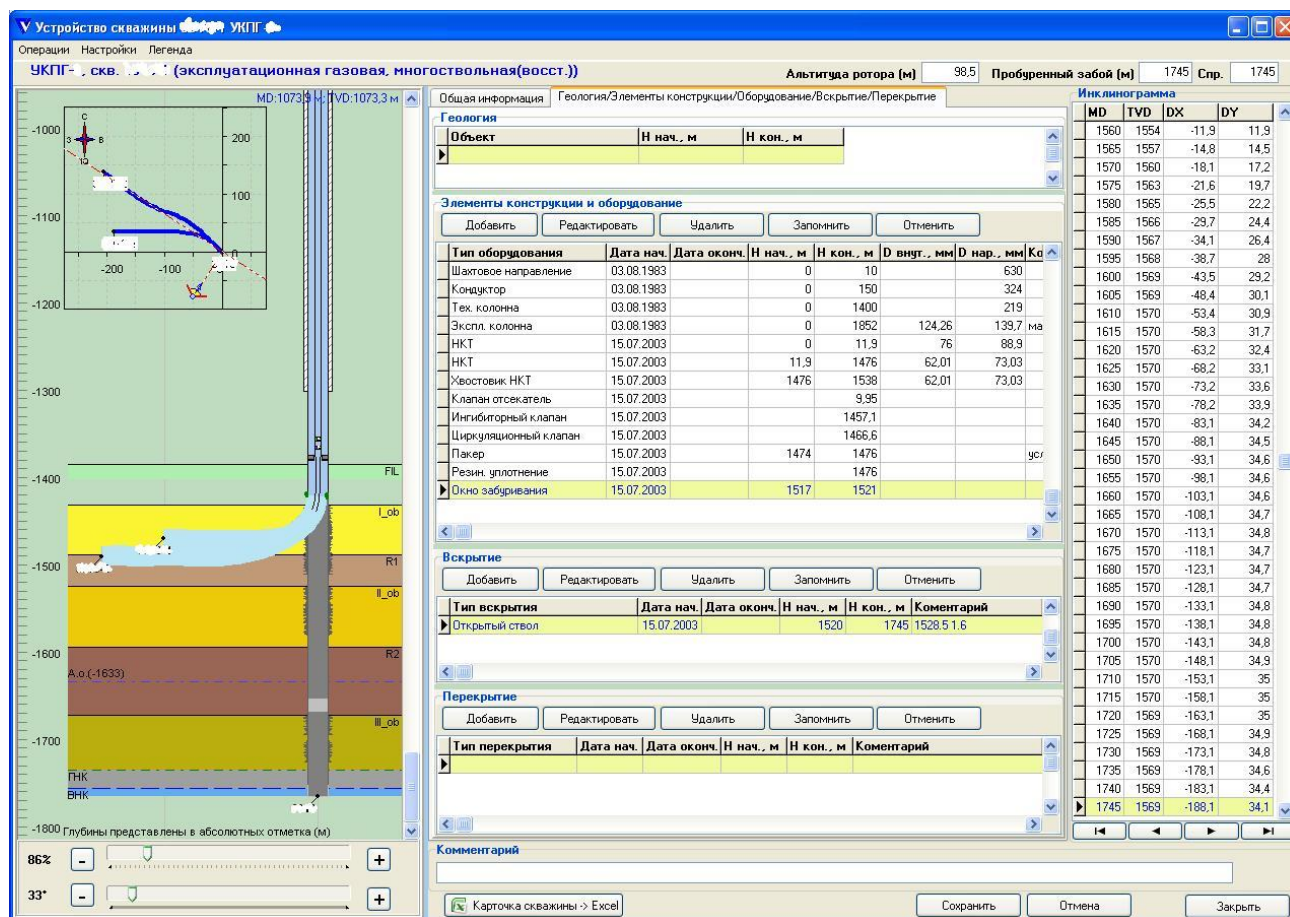 Устройство скважины УКПГ
Операции Настройки Легенда
УКПГ- , скв. (эксплуатационная газовая, многоствольная(восст.))
Альтитуда ротора (м) 98,5 Пробуренный забой (м) 1745 Спр. 1745
MD:1073,9 м; TVD:1073,3 м
С
З В
Ю
200
100
0
-200 -100
-1000
-1100
-1200
-1300
-1400
-1500
-1600
-1700
-1800
FIL
I_ob
R1
II_ob
R2
А.о.(-1633)
III_ob
ГНК
ВНК
Глубины представлены в абсолютных отметка (м)
86% - +
33° - +
Общая информация Геология/Элементы конструкции/Оборудование/Вскрытие/Перекрытие
Геология
Объект Н нач., м Н кон., м
Элементы конструкции и оборудование
Добавить Редактировать Удалить Запомнить Отменить
Тип оборудования Дата нач. Дата оконч. Н нач., м Н кон., м D внут., мм D нар., мм Ко
Шахтовое направление 03.08.1983 0 10 630
Кондуктор 03.08.1983 0 150 324
Тех. колонна 03.08.1983 0 1400 219
Экспл. колонна 03.08.1983 0 1852 124,26 139,7 ма
НКТ 15.07.2003 0 11,9 76 88,9
НКТ 15.07.2003 11,9 1476 62,01 73,03
Хвостовик НКТ 15.07.2003 1476 1538 62,01 73,03
Клапан отсекатель 15.07.2003 9,95
Ингибиторный клапан 15.07.2003 1457,1
Циркуляционный клапан 15.07.2003 1466,6
Пакер 15.07.2003 1474 1476 усл
Резин. уплотнение 15.07.2003 1476
Окно забуривания 15.07.2003 1517 1521
Вскрытие
Добавить Редактировать Удалить Запомнить Отменить
Тип вскрытия Дата нач. Дата оконч. Н нач., м Н кон., м Коментарий
Открытый ствол 15.07.2003 1520 1745 1528.5 1.6
Перекрытие
Добавить Редактировать Удалить Запомнить Отменить
Тип перекрытия Дата нач. Дата оконч. Н нач., м Н кон., м Коментарий
Комментарий
Карточка скважины -> Excel Сохранить Отмена Закрыть
Инклинограмма
MD TVD DX DY
1560 1554 -11,9 11,9
1565 1557 -14,8 14,5
1570 1560 -18,1 17,2
1575 1563 -21,6 19,7
1580 1565 -25,5 22,2
1585 1566 -29,7 24,4
1590 1567 -34,1 26,4
1595 1568 -38,7 28
1600 1569 -43,5 29,2
1605 1569 -48,4 30,1
1610 1570 -53,4 30,9
1615 1570 -58,3 31,7
1620 1570 -63,2 32,4
1625 1570 -68,2 33,1
1630 1570 -73,2 33,6
1635 1570 -78,2 33,9
1640 1570 -83,1 34,2
1645 1570 -88,1 34,5
1650 1570 -93,1 34,6
1655 1570 -98,1 34,6
1660 1570 -103,1 34,6
1665 1570 -108,1 34,7
1670 1570 -113,1 34,8
1675 1570 -118,1 34,7
1680 1570 -123,1 34,7
1685 1570 -128,1 34,7
1690 1570 -133,1 34,8
1695 1570 -138,1 34,8
1700 1570 -143,1 34,8
1705 1570 -148,1 34,9
1710 1570 -153,1 35
1715 1570 -158,1 35
1720 1569 -163,1 35
1725 1569 -168,1 34,9
1730 1569 -173,1 34,8
1735 1569 -178,1 34,6
1740 1569 -183,1 34,4
1745 1569 -188,1 34,1